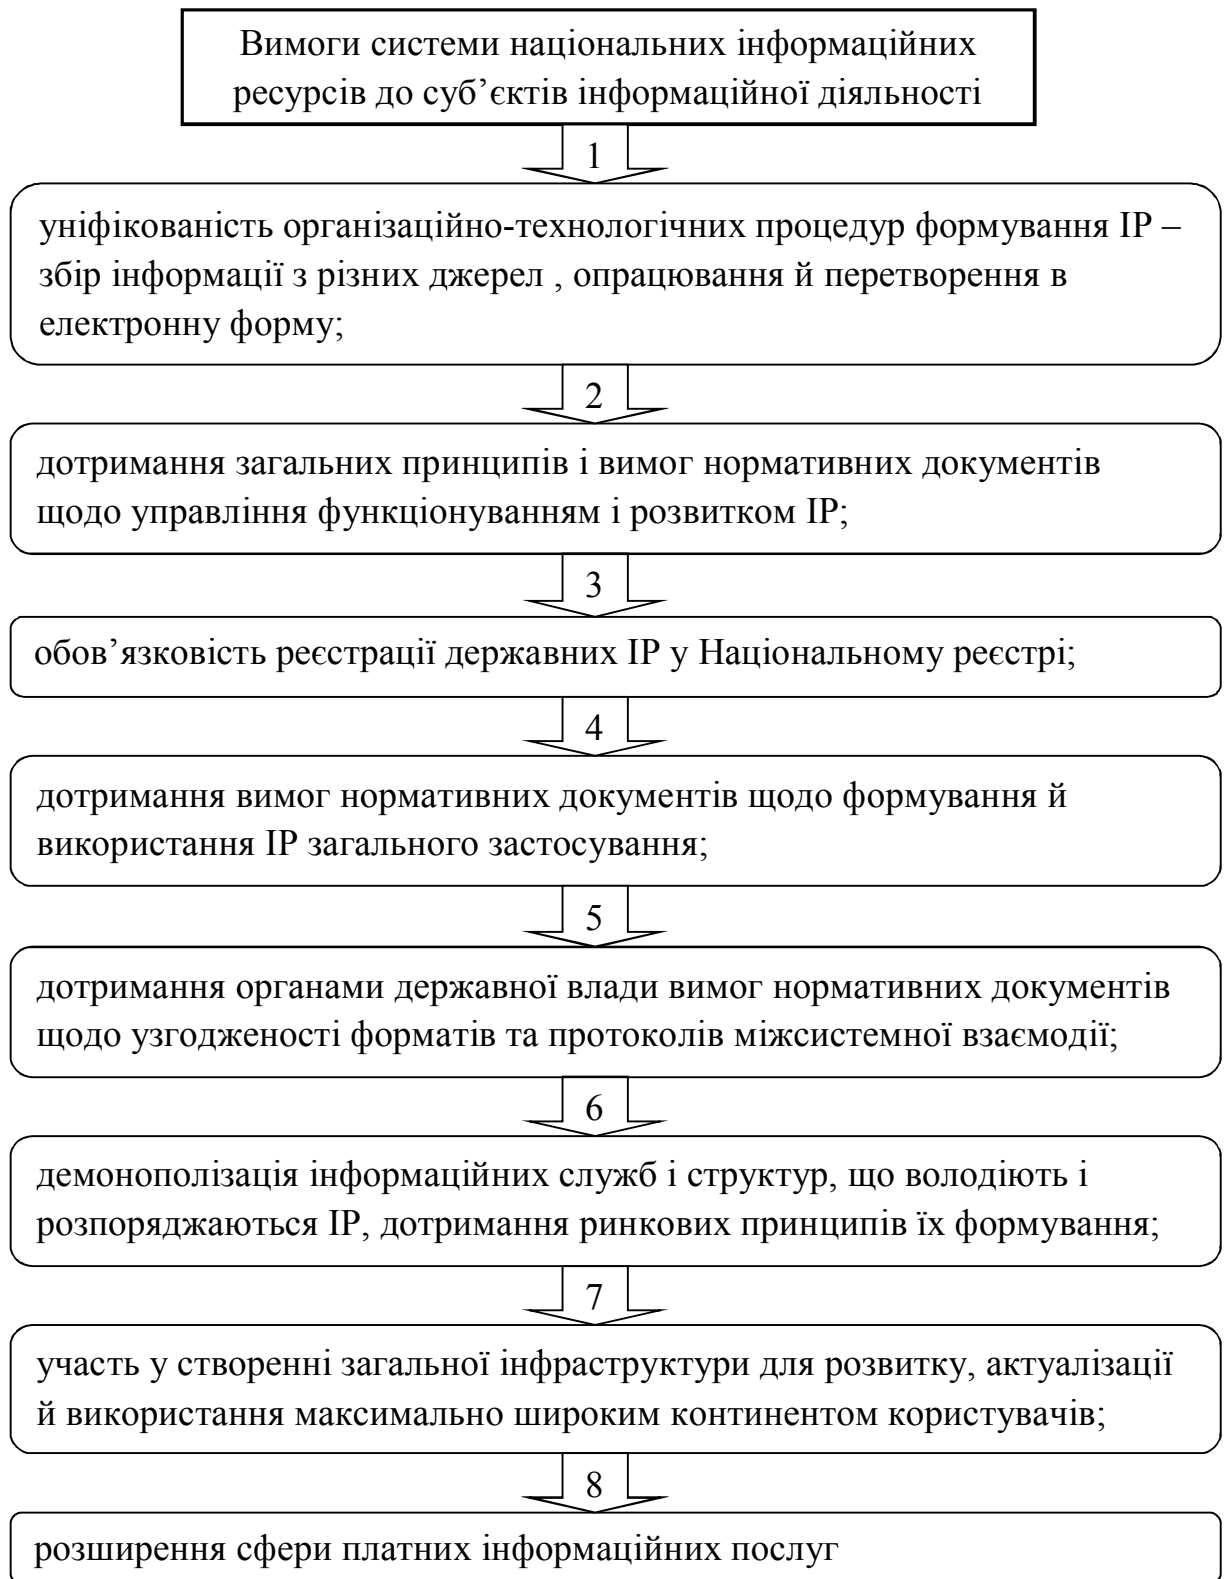 Вимоги системи національних інформаційних
ресурсів до суб’єктів інформаційної діяльності
1
уніфікованість організаційно-технологічних процедур формування ІР –
збір інформації з різних джерел , опрацювання й перетворення в
електронну форму;
2
дотримання загальних принципів і вимог нормативних документів
щодо управління функціонуванням і розвитком ІР;
3
обов’язковість реєстрації державних ІР у Національному реєстрі;
4
дотримання вимог нормативних документів щодо формування й
використання ІР загального застосування;
5
дотримання органами державної влади вимог нормативних документів
щодо узгодженості форматів та протоколів міжсистемної взаємодії;
6
демонополізація інформаційних служб і структур, що володіють і
розпоряджаються ІР, дотримання ринкових принципів їх формування;
7
участь у створенні загальної інфраструктури для розвитку, актуалізації
й використання максимально широким континентом користувачів;
8
розширення сфери платних інформаційних послуг